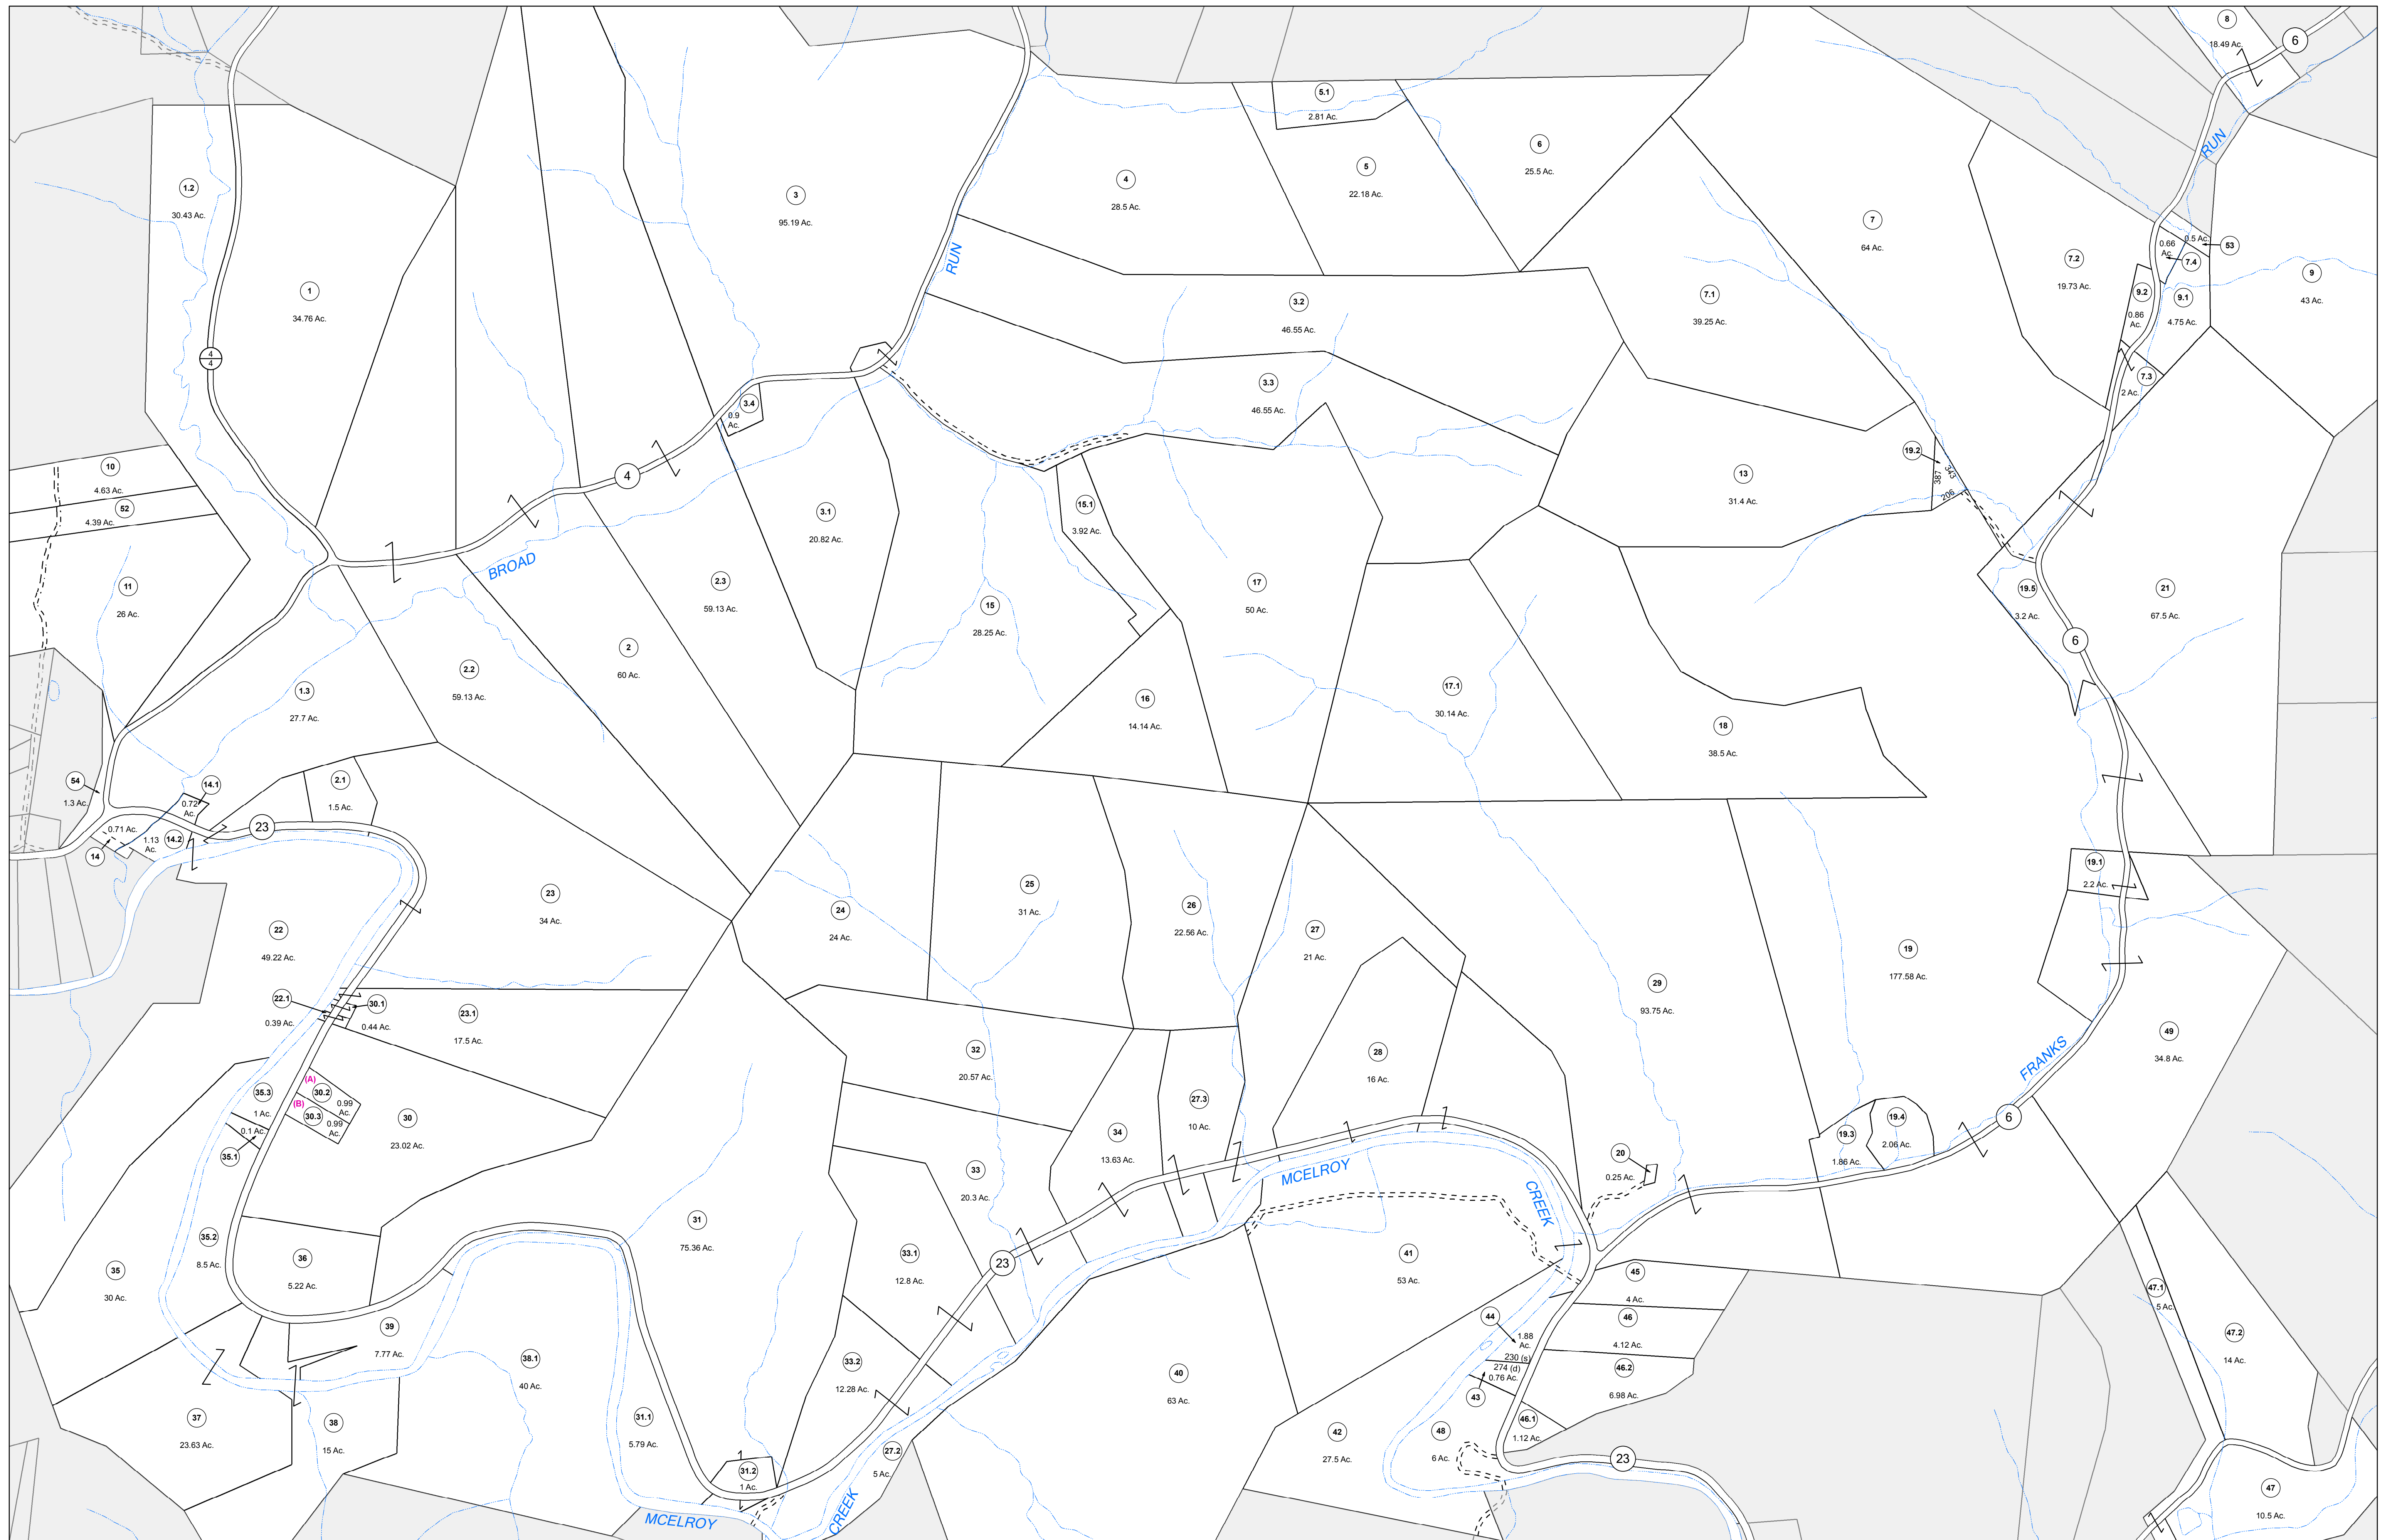 8
18.49 Ac.
6
5.1
2.81 Ac.
RUN
6
25.5 Ac.
5
22.18 Ac.
4
28.5 Ac.
1.2
30.43 Ac.
3
95.19 Ac.
7
64 Ac.
0.5 Ac.
53
0.66
Ac.
7.4
7.2
19.73 Ac.
9
43 Ac.
RUN
1
34.76 Ac.
3.2
46.55 Ac.
7.1
39.25 Ac.
9.2
0.86
Ac.
9.1
4.75 Ac.
4
4
7.3
2 Ac.
3.3
46.55 Ac.
3.4
0.9
Ac.
19.2
343
387
206
10
4.63 Ac.
4
13
31.4 Ac.
52
4.39 Ac.
3.1
20.82 Ac.
15.1
3.92 Ac.
BROAD
11
26 Ac.
2.3
59.13 Ac.
17
50 Ac.
19.5
3.2 Ac.
21
67.5 Ac.
15
28.25 Ac.
6
2
60 Ac.
2.2
59.13 Ac.
1.3
27.7 Ac.
16
14.14 Ac.
17.1
30.14 Ac.
18
38.5 Ac.
54
1.3 Ac.
14.1
0.72
Ac.
2.1
1.5 Ac.
23
0.71 Ac.
14
1.13
Ac.
14.2
19.1
2.2 Ac.
23
34 Ac.
25
31 Ac.
24
24 Ac.
26
22.56 Ac.
27
21 Ac.
22
49.22 Ac.
19
177.58 Ac.
29
93.75 Ac.
22.1
0.39 Ac.
30.1
0.44 Ac.
23.1
17.5 Ac.
49
34.8 Ac.
32
20.57 Ac.
28
16 Ac.
FRANKS
(A)
30.2
0.99
Ac.
35.3
1 Ac.
(B)
30.3
0.99
Ac.
27.3
10 Ac.
30
23.02 Ac.
6
19.4
2.06 Ac.
19.3
1.86 Ac.
0.1 Ac.
35.1
34
13.63 Ac.
20
0.25 Ac.
33
20.3 Ac.
MCELROY
CREEK
31
75.36 Ac.
35.2
8.5 Ac.
36
5.22 Ac.
33.1
12.8 Ac.
23
41
53 Ac.
35
30 Ac.
45
4 Ac.
47.1
5 Ac.
44
1.88
Ac.
46
4.12 Ac.
39
7.77 Ac.
47.2
14 Ac.
38.1
40 Ac.
33.2
12.28 Ac.
230 (s)
274 (d)
0.76 Ac.
43
46.2
6.98 Ac.
40
63 Ac.
37
23.63 Ac.
38
15 Ac.
31.1
5.79 Ac.
46.1
1.12 Ac.
42
27.5 Ac.
48
6 Ac.
23
27.2
5 Ac.
31.2
1 Ac.
47
10.5 Ac.
MCELROY
CREEK